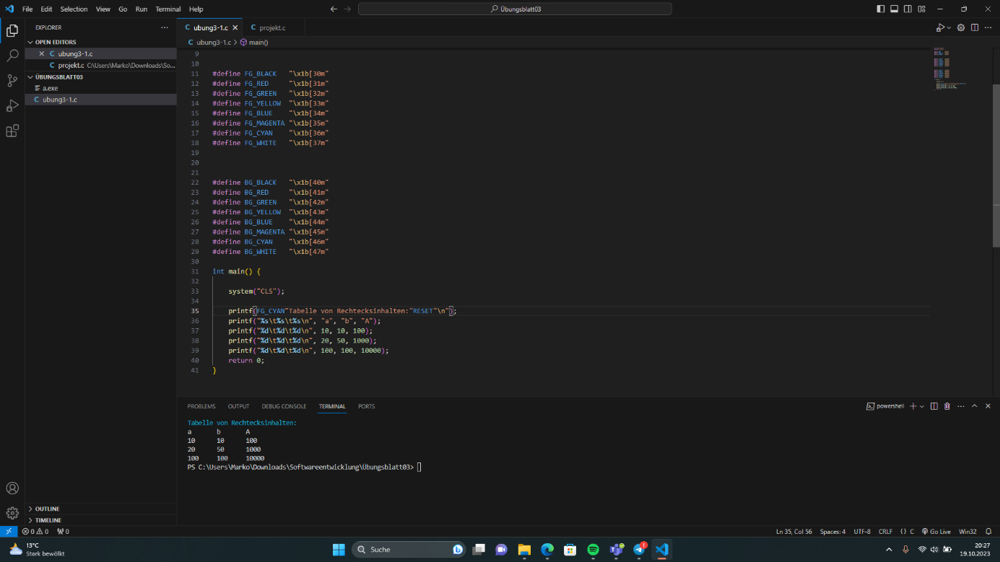 File Edit Selection View Go Run Terminal Help
Übungsblatt03
EXPLORER
OPEN EDITORS
ubung3-1.c
projekt.c C:\Users\Marko\Downloads\So...
ÜBUNGSBLATT03
a.exe
C ubung3-1.c
OUTLINE
TIMELINE
C ubung3-1.c
C projekt.c
C ubung3-1.c > main()
9
10
11 #define FG_BLACK "\x1b[30m"
12 #define FG_RED "\x1b[31m"
13 #define FG_GREEN "\x1b[32m"
14 #define FG_YELLOW "\x1b[33m"
15 #define FG_BLUE "\x1b[34m"
16 #define FG_MAGENTA "\x1b[35m"
17 #define FG_CYAN "\x1b[36m"
18 #define FG_WHITE "\x1b[37m"
19
20
21
22 #define BG_BLACK "\x1b[40m"
23 #define BG_RED "\x1b[41m"
24 #define BG_GREEN "\x1b[42m"
25 #define BG_YELLOW "\x1b[43m"
26 #define BG_BLUE "\x1b[44m"
27 #define BG_MAGENTA "\x1b[45m"
28 #define BG_CYAN "\x1b[46m"
29 #define BG_WHITE "\x1b[47m"
30
31 int main() {
32
33 system("CLS");
34
35 printf(FG_CYAN"Tabelle von Rechtecksinhalten:"RESET"\n");
36 printf("%s\t%s\t%s\n", "a", "b", "A");
37 printf("%d\t%d\t%d\n", 10, 10, 100);
38 printf("%d\t%d\t%d\n", 20, 50, 1000);
39 printf("%d\t%d\t%d\n", 100, 100, 10000);
40 return 0;
41 }
PROBLEMS OUTPUT DEBUG CONSOLE TERMINAL PORTS
powershell
Tabelle von Rechtecksinhalten:
a b A
10 10 100
20 50 1000
100 100 10000
PS C:\Users\Marko\Downloads\Softwareentwicklung\Übungsblatt03>
0 0 0
Ln 35, Col 56 Spaces: 4 UTF-8 CRLF {} C Go Live Win32
13°C
Stark bewölkt
Suche
1
20:27
19.10.2023